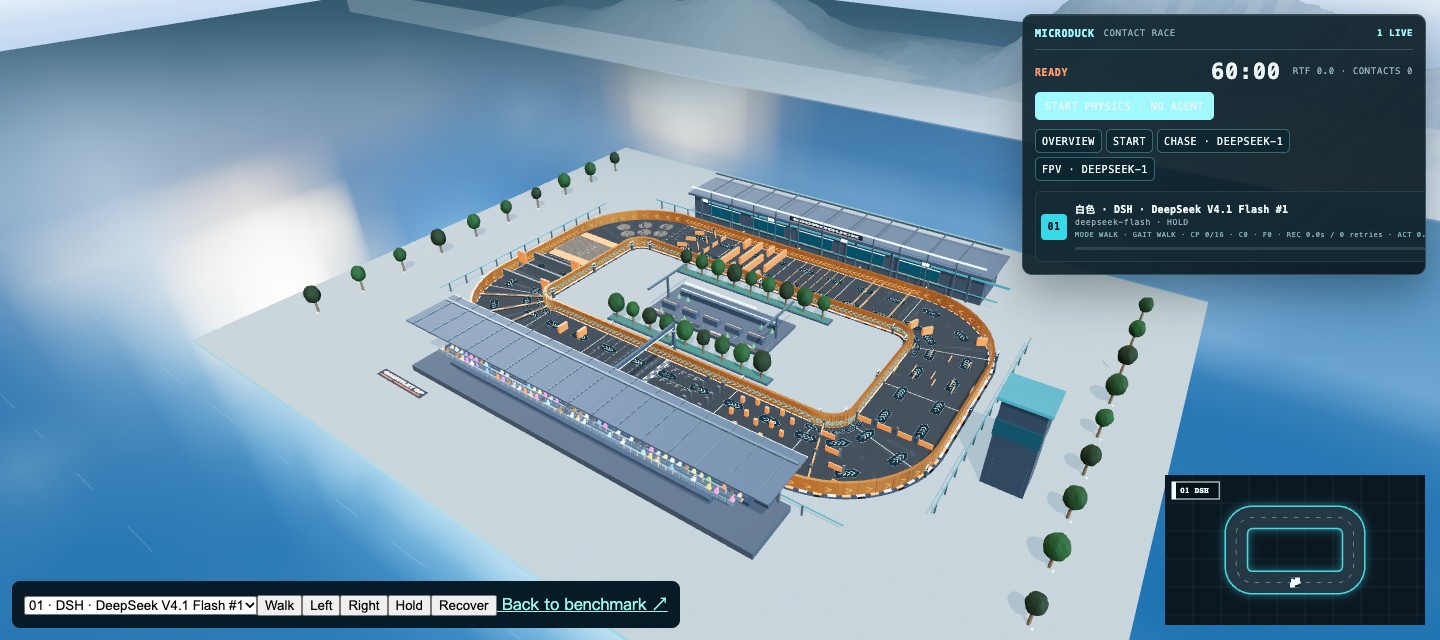 MICRODUCK CONTACT RACE 1 LIVE
READY 60:00 RTF 0.0 · CONTACTS 0
START PHYSICS · NO AGENT
OVERVIEW START CHASE · DEEPSEEK-1
FPV · DEEPSEEK-1
01 白色 · DSH · DeepSeek V4.1 Flash #1
deepseek-flash · HOLD
MODE WALK · GAIT WALK · CP 0/16 · C0 · F0 · REC 0.0s / 0 retries · ACT 0.
01 DSH
01 · DSH · DeepSeek V4.1 Flash #1 Walk Left Right Hold Recover Back to benchmark ↗